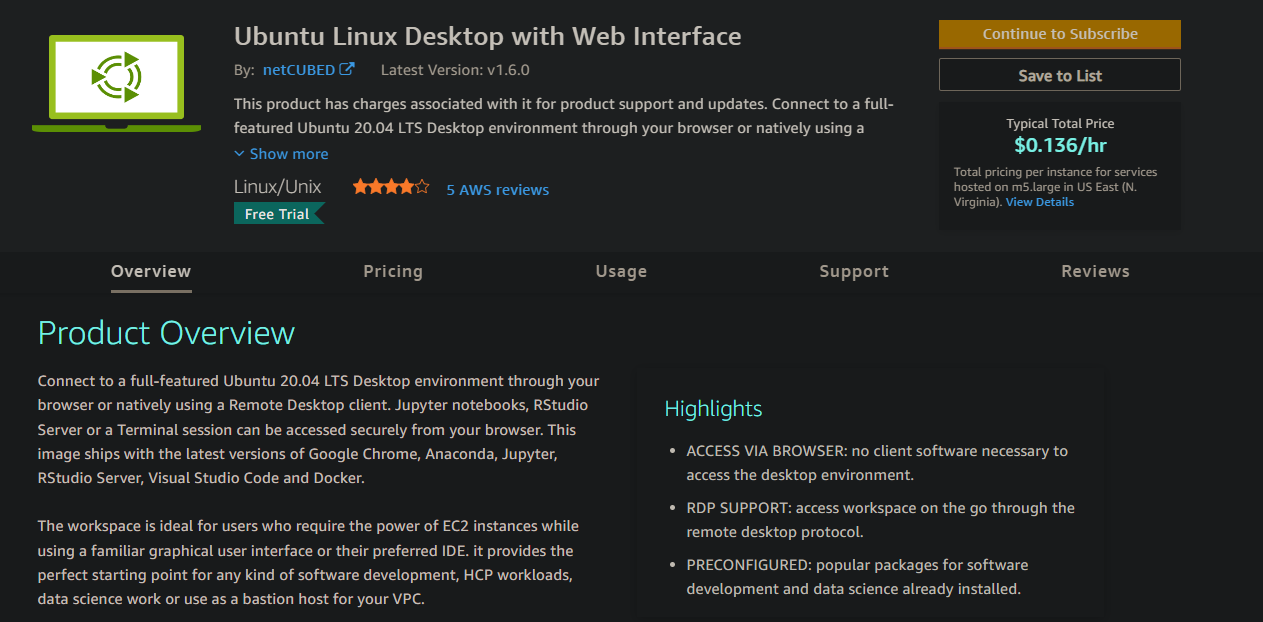 Ubuntu Linux Desktop with Web Interface
By: netCUBED Latest Version: v1.6.0
This product has charges associated with it for product support and updates. Connect to a full-
featured Ubuntu 20.04 LTS Desktop environment through your browser or natively using a
Show more
Linux/Unix 5 AWS reviews
Free Trial
Continue to Subscribe
Save to List
Typical Total Price
$0.136/hr
Total pricing per instance for services
hosted on m5.large in US East (N.
Virginia). View Details
Overview Pricing Usage Support Reviews
Product Overview
Connect to a full-featured Ubuntu 20.04 LTS Desktop environment through your
browser or natively using a Remote Desktop client. Jupyter notebooks, RStudio
Server or a Terminal session can be accessed securely from your browser. This
image ships with the latest versions of Google Chrome, Anaconda, Jupyter,
RStudio Server, Visual Studio Code and Docker.
The workspace is ideal for users who require the power of EC2 instances while
using a familiar graphical user interface or their preferred IDE. it provides the
perfect starting point for any kind of software development, HCP workloads,
data science work or use as a bastion host for your VPC.
Highlights
• ACCESS VIA BROWSER: no client software necessary to
access the desktop environment.
• RDP SUPPORT: access workspace on the go through the
remote desktop protocol.
• PRECONFIGURED: popular packages for software
development and data science already installed.